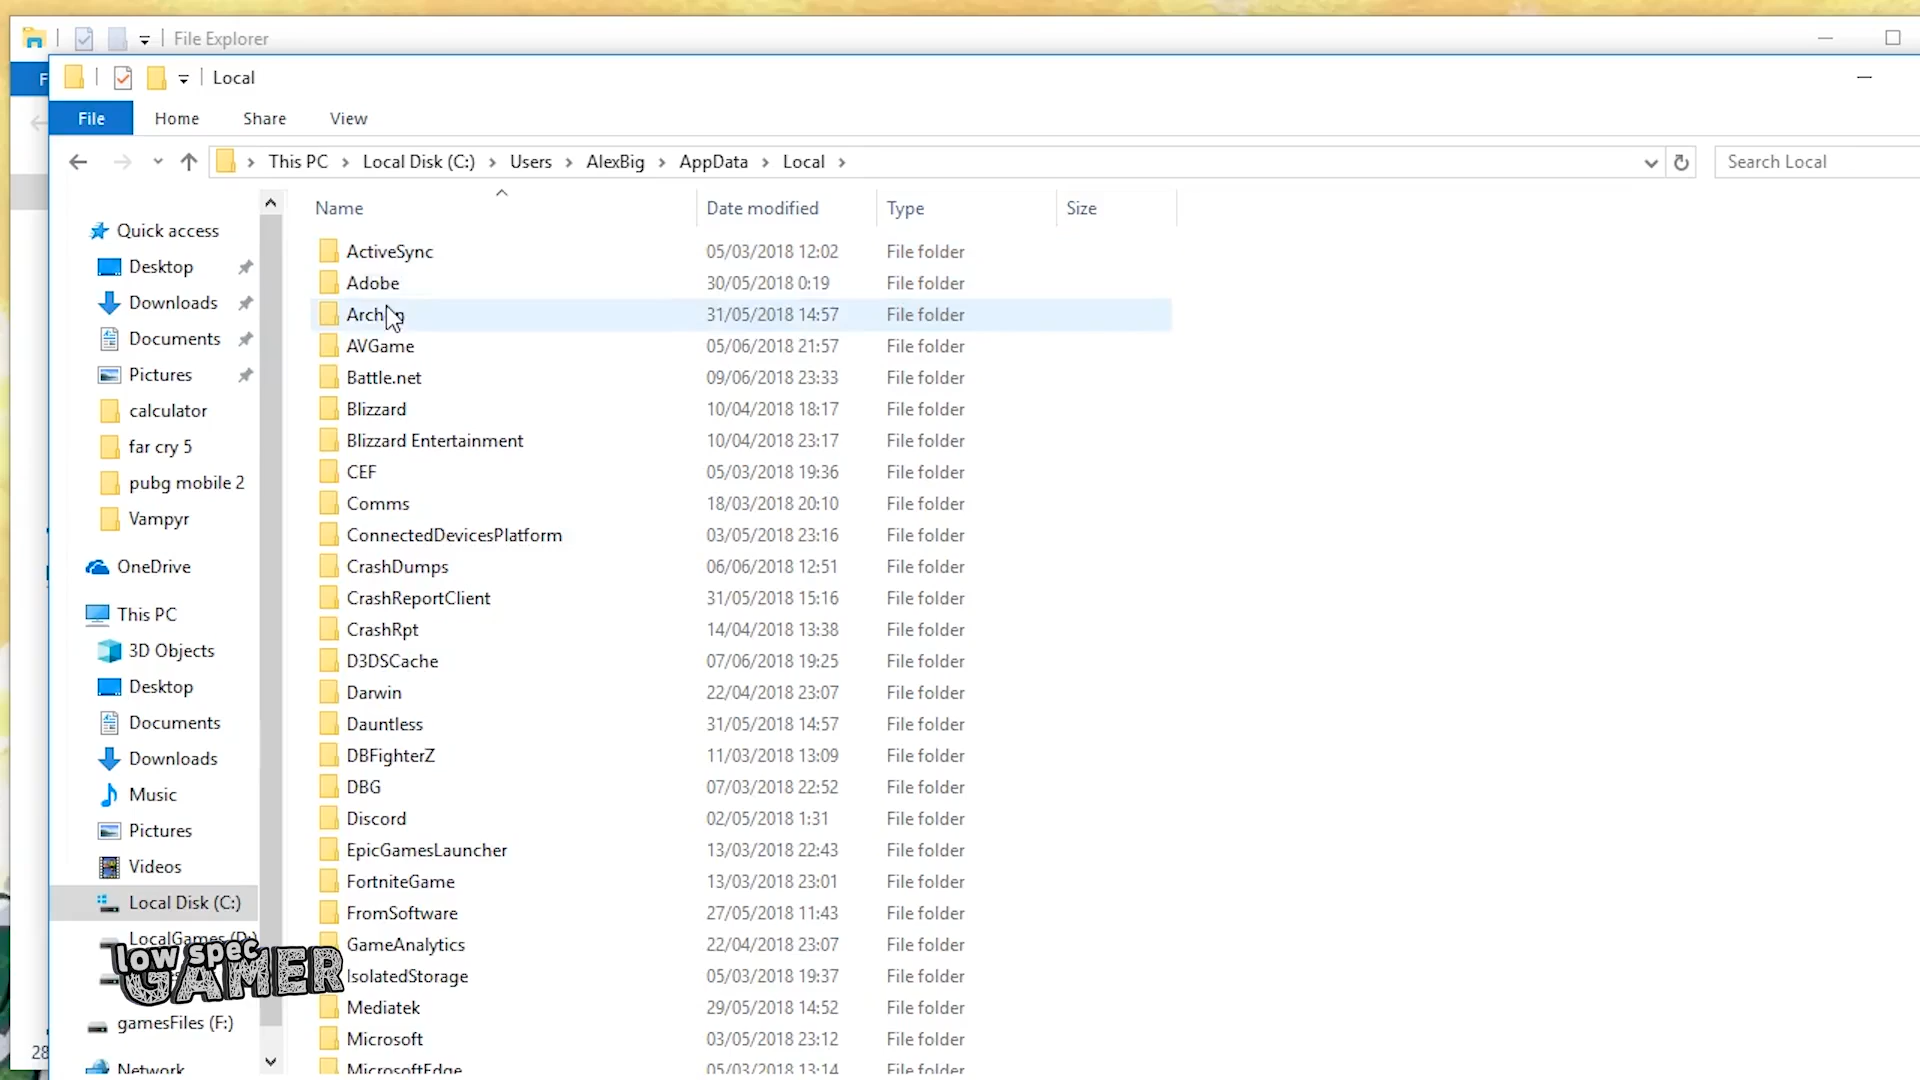 File Explorer
F
Local
File Home Share View
This PC Local Disk (C:) Users AlexBig AppData Local
Search Local
Name Date modified Type Size
Quick access
Desktop
Downloads
Documents
Pictures
calculator
far cry 5
pubg mobile 2
Vampyr
OneDrive
This PC
3D Objects
Desktop
Documents
Downloads
Music
Pictures
Videos
Local Disk (C:)
LocalGames (D:)
gamesFiles (F:)
Network
ActiveSync 05/03/2018 12:02 File folder
Adobe 30/05/2018 0:19 File folder
31/05/2018 14:57 File folder
AVGame 05/06/2018 21:57 File folder
Battle.net 09/06/2018 23:33 File folder
Blizzard 10/04/2018 18:17 File folder
Blizzard Entertainment 10/04/2018 23:17 File folder
CEF 05/03/2018 19:36 File folder
Comms 18/03/2018 20:10 File folder
ConnectedDevicesPlatform 03/05/2018 23:16 File folder
CrashDumps 06/06/2018 12:51 File folder
CrashReportClient 31/05/2018 15:16 File folder
CrashRpt 14/04/2018 13:38 File folder
D3DSCache 07/06/2018 19:25 File folder
Darwin 22/04/2018 23:07 File folder
Dauntless 31/05/2018 14:57 File folder
DBFighterZ 11/03/2018 13:09 File folder
DBG 07/03/2018 22:52 File folder
Discord 02/05/2018 1:31 File folder
EpicGamesLauncher 13/03/2018 22:43 File folder
FortniteGame 13/03/2018 23:01 File folder
FromSoftware 27/05/2018 11:43 File folder
GameAnalytics 22/04/2018 23:07 File folder
IsolatedStorage 05/03/2018 19:37 File folder
Mediatek 29/05/2018 14:52 File folder
Microsoft 03/05/2018 23:12 File folder
MicrosoftEdge 05/03/2018 13:14 File folder
low spec
GAMER
28